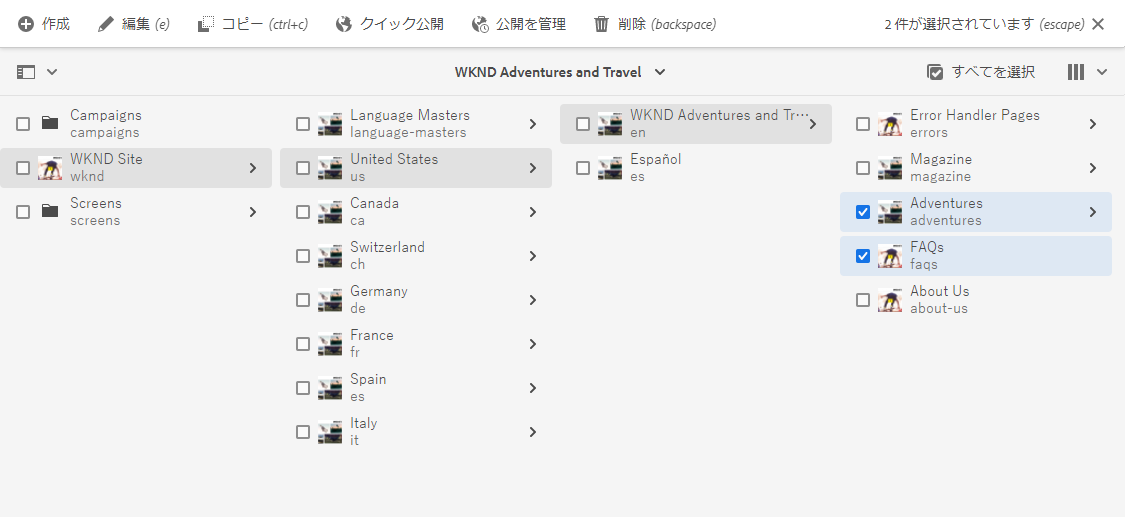 作成 編集 (e) コピー (ctrl+c) クイック公開 公開を管理 削除 (backspace) 2 件が選択されています (escape)
WKND Adventures and Travel すべてを選択
Campaigns
campaigns
WKND Site
wknd
Screens
screens
Language Masters
language-masters
United States
us
Canada
ca
Switzerland
ch
Germany
de
France
fr
Spain
es
Italy
it
WKND Adventures and Tr···
en
Español
es
Error Handler Pages
errors
Magazine
magazine
Adventures
adventures
FAQs
faqs
About Us
about-us